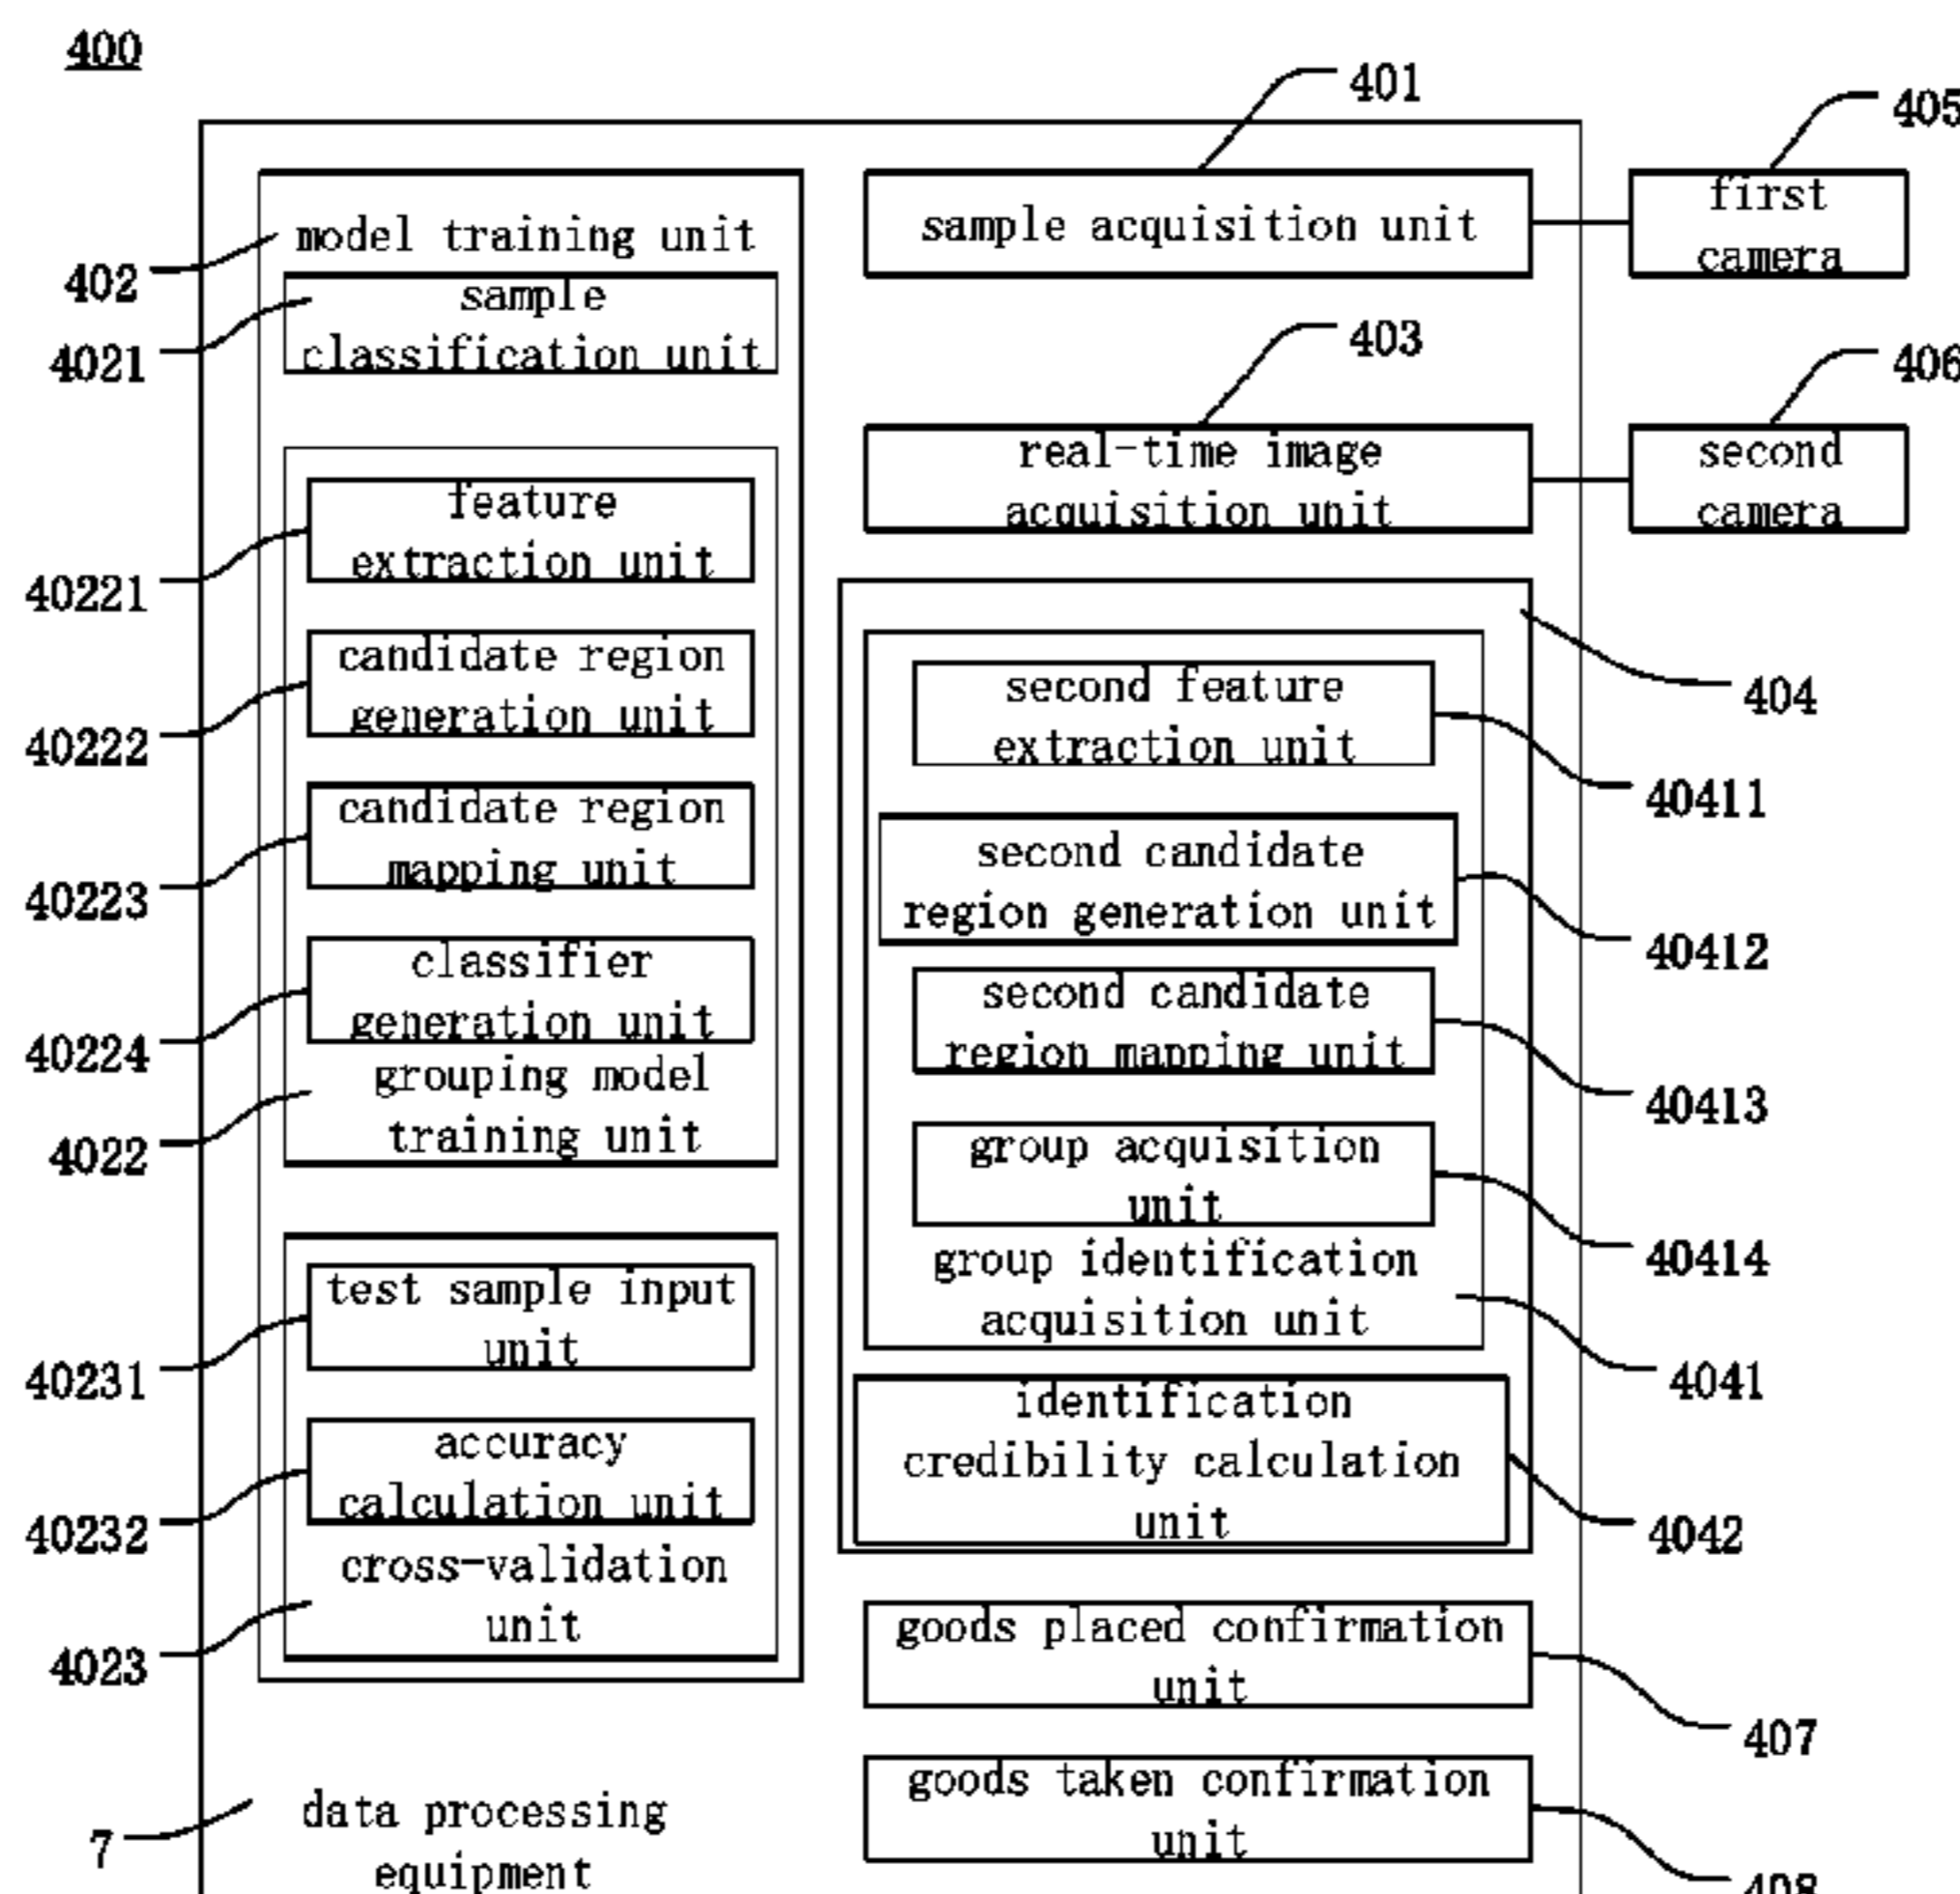 400
401
405
model training unit
sample acquisition unit
first
camera
402
sample
classification unit
4021
403
406
real-time image
acquisition unit
second
camera
feature
extraction unit
40221
404
candidate region
generation unit
40222
second feature
extraction unit
40411
candidate region
mapping unit
40223
second candidate
region generation unit
40412
classifier
generation unit
40224
second candidate
region mapping unit
40413
grouping model
training unit
4022
group acquisition
unit
40414
group identification
acquisition unit
4041
test sample input
unit
40231
identification
credibility calculation
unit
4042
accuracy
calculation unit
40232
cross-validation
unit
4023
goods placed confirmation
unit
407
goods taken confirmation
unit
408
data processing
equipment
7